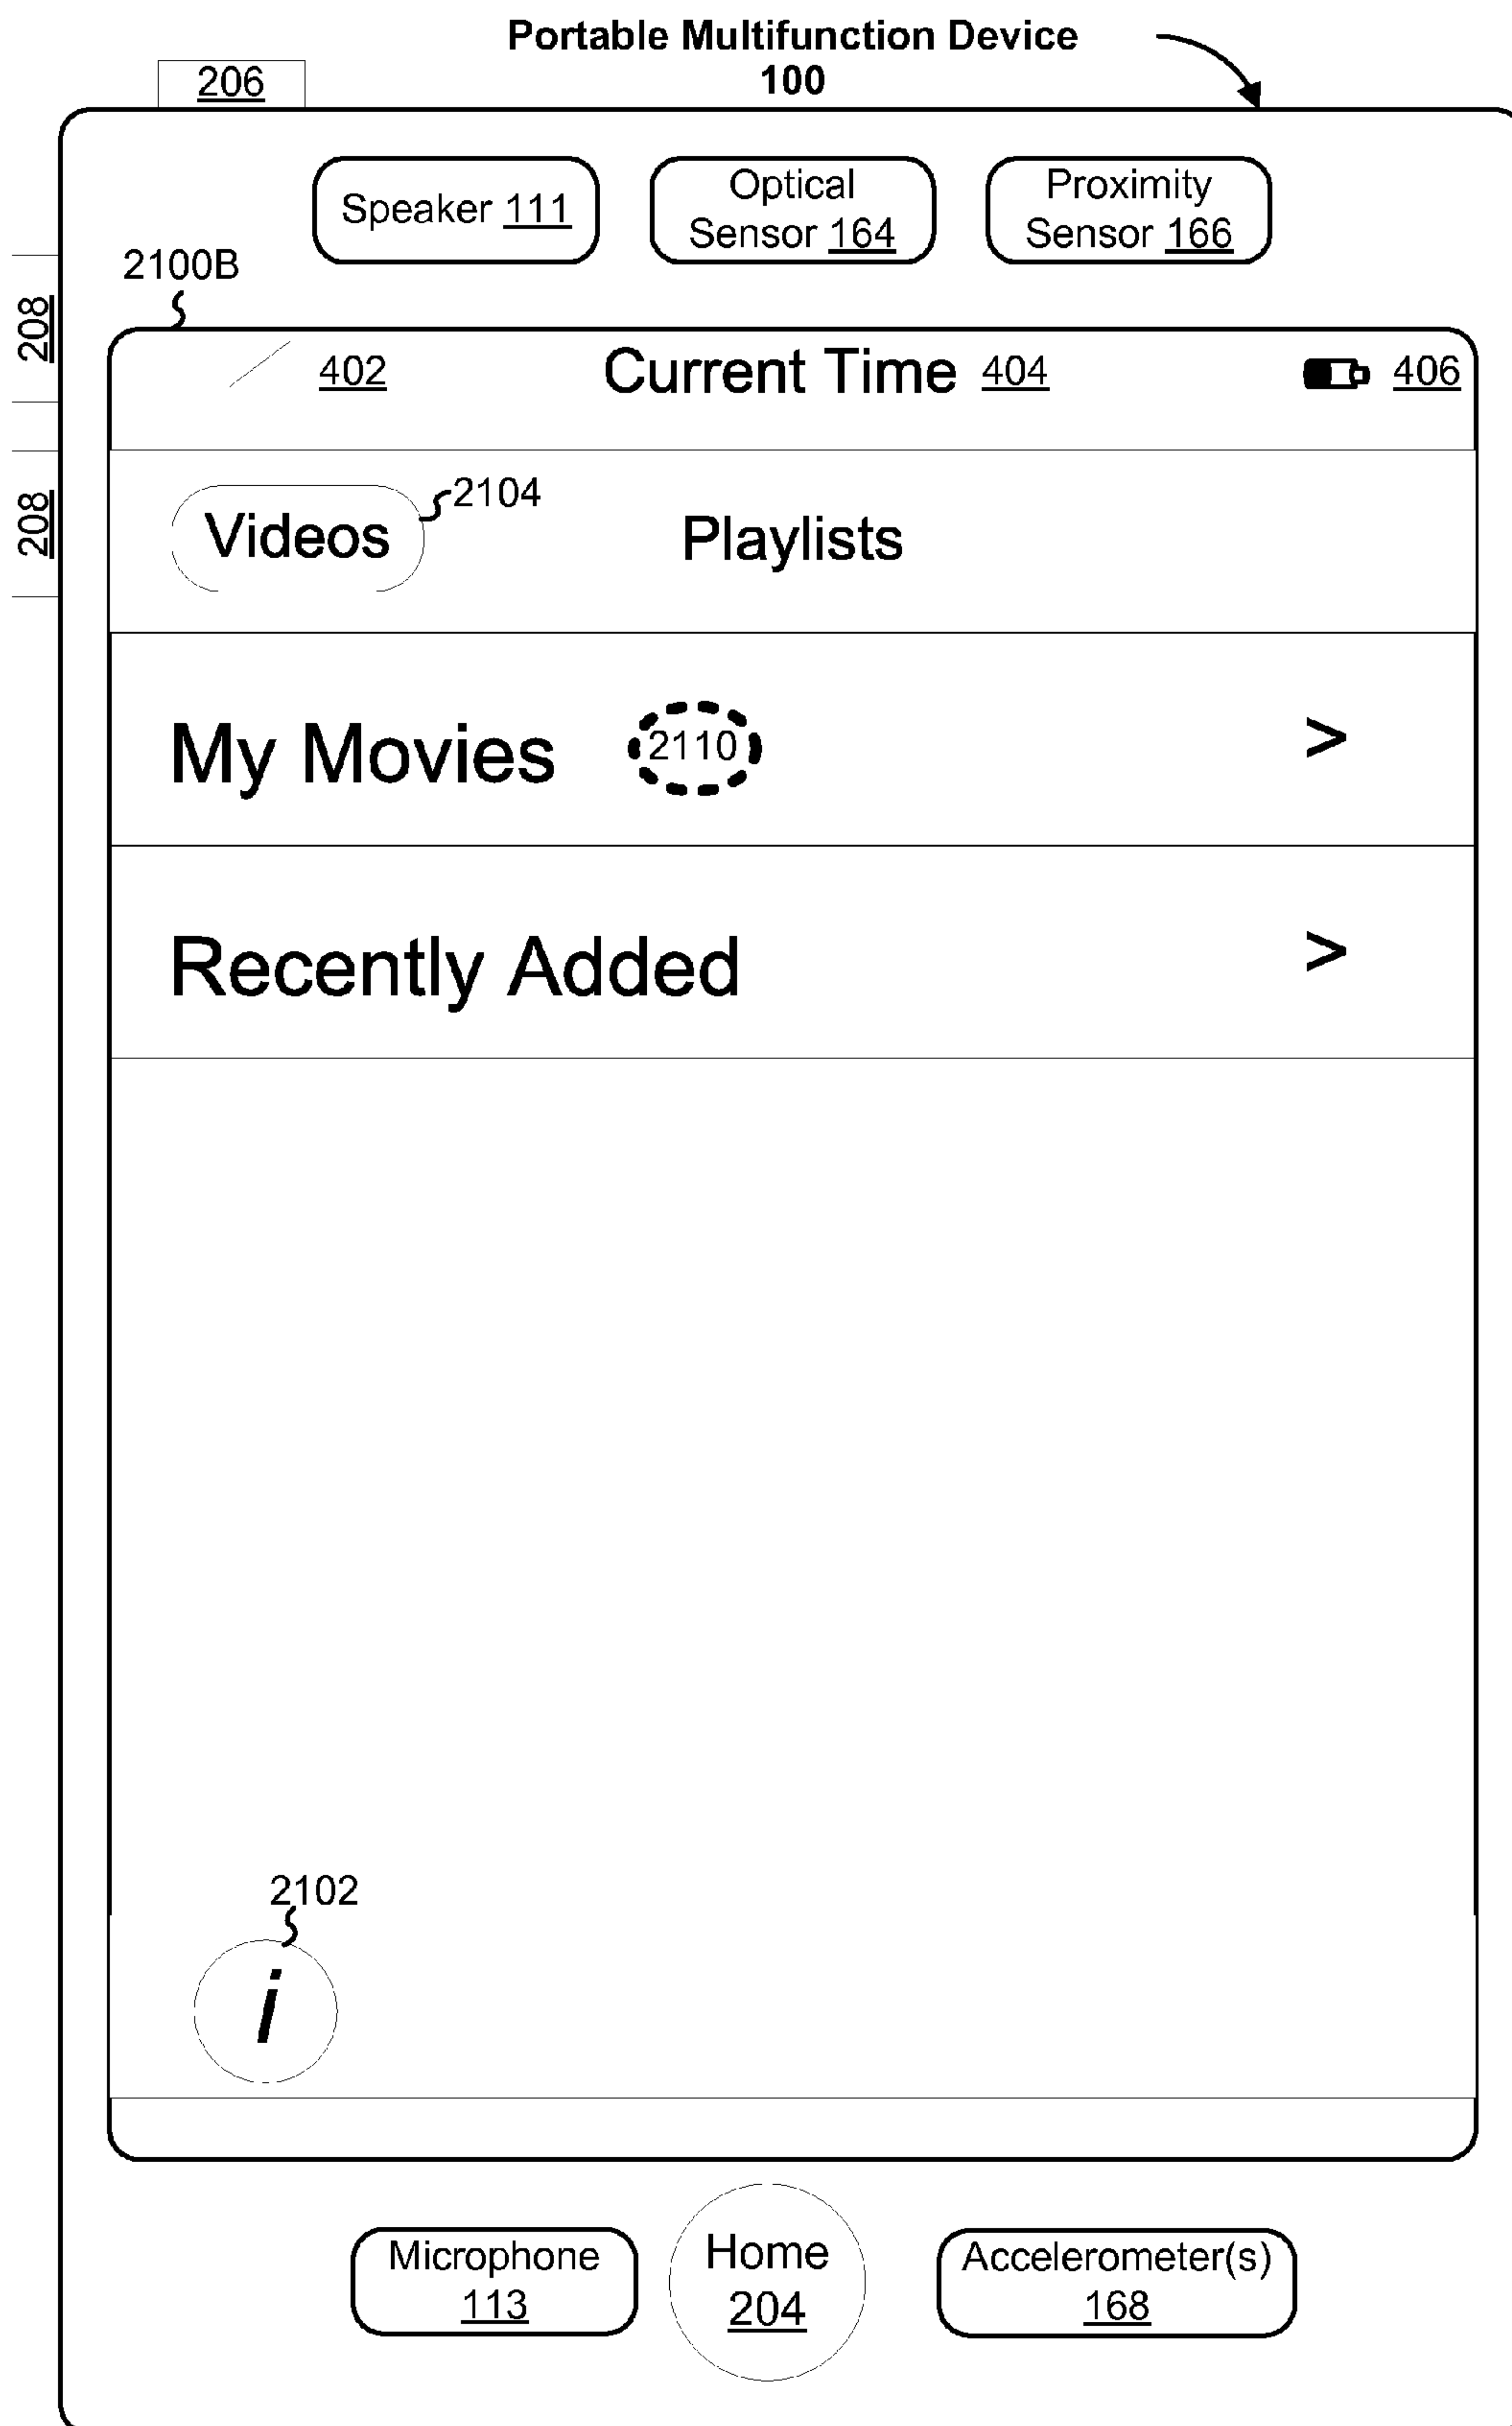 Portable Multifunction Device
100
206
Speaker 111
Optical
Sensor 164
Proximity
Sensor 166
2100B
208
402
Current Time 404
406
208
Videos
2104
Playlists
My Movies
2110
>
Recently Added
>
2102
i
Microphone
113
Home
204
Accelerometer(s)
168